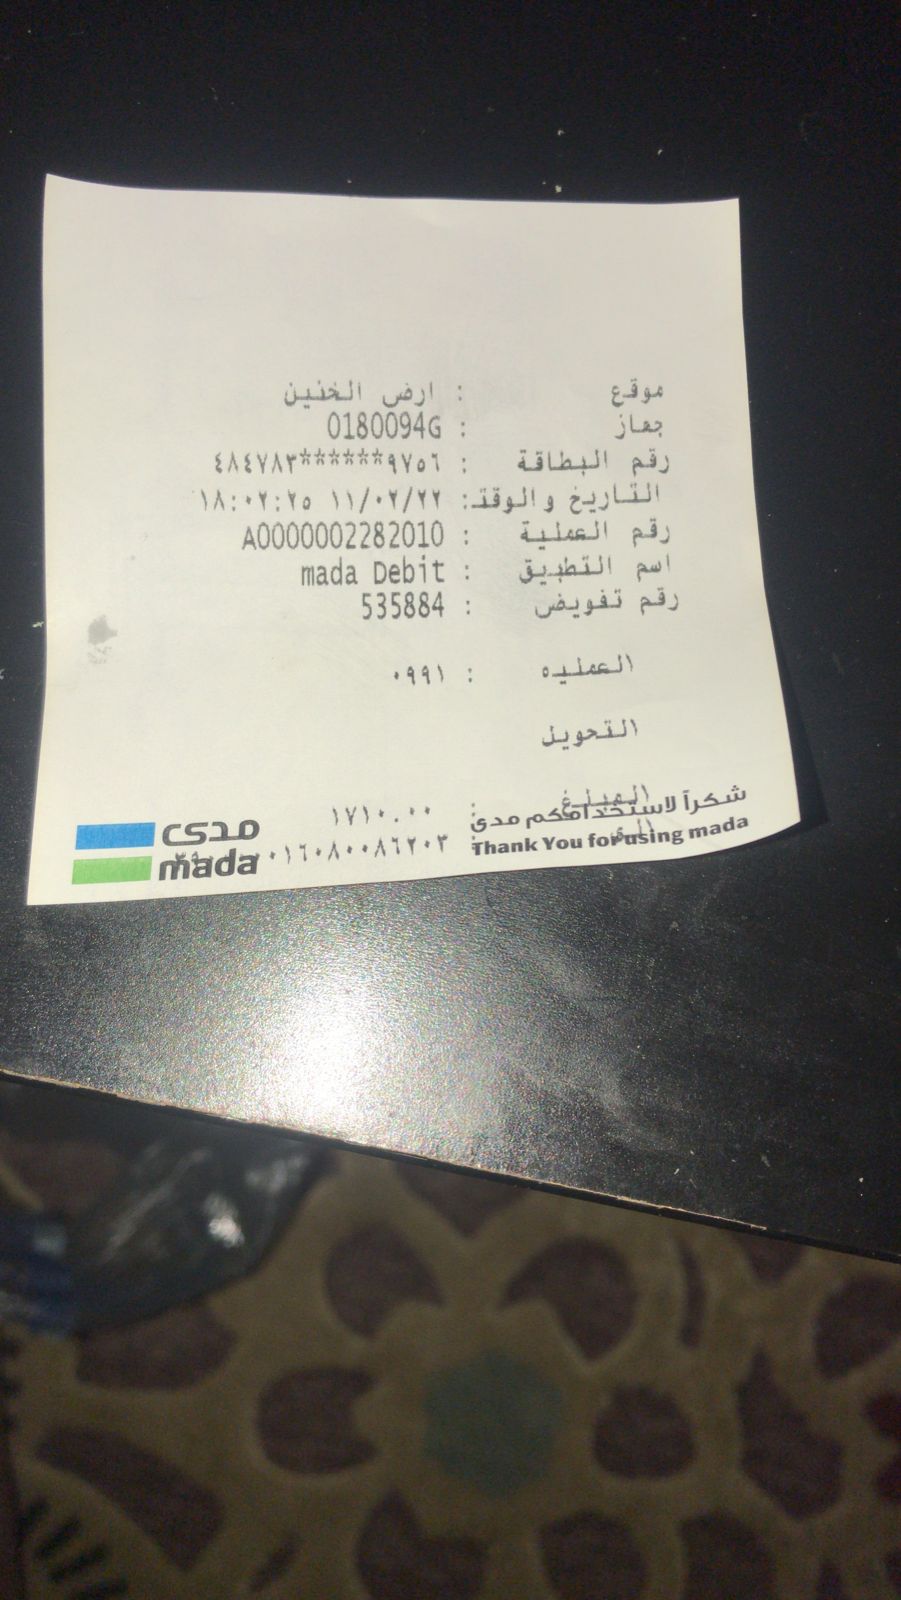 موقع : ارض الخنين
جهاز : 0180094G
رقم البطاقة : ٤٨٤٧٨٣******٩٧٥٦
التاريخ والوقت: ١١/٠٢/٢٢ ١٨:٠٢:٢٥
رقم العملية : A0000002282010
اسم التطبيق : mada Debit
رقم تفويض : 535884
العمليه : ٠٩٩١
التحويل
المبلغ : ١٧١٠.٠٠
شكراً لاستخدامكم مدى
٠١٦٠٨٠٠٨٦٢٠٣
Thank You for using mada
مدى
mada